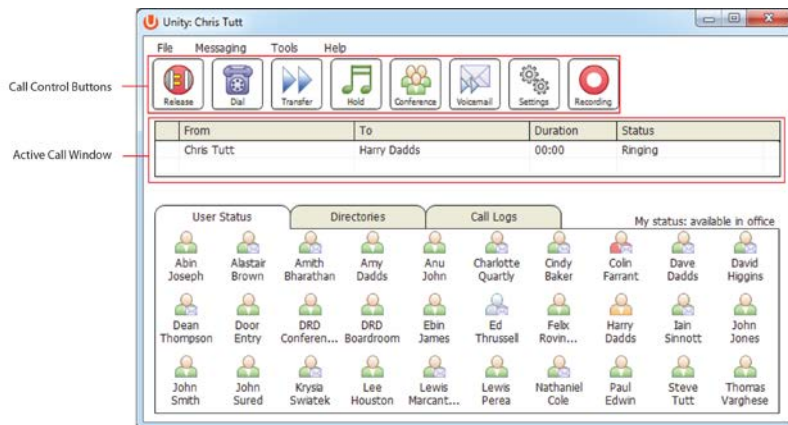 Unity: Chris Tutt
File Messaging Tools Help
Call Control Buttons
Release Dial Transfer Hold Conference Voicemail Settings Recording
From To Duration Status
Active Call Window
Chris Tutt Harry Dadds 00:00 Ringing
User Status Directories Call Logs My status: available in office
Abin Joseph Alastair Brown Amith Bharathan Amy Dadds Anu John Charlotte Quartly Cindy Baker Colin Farrant Dave Dadds David Higgins
Dean Thompson Door Entry DRD Conferen... DRD Boardroom Ebin James Ed Thrussell Felix Rovin... Harry Dadds Iain Sinnott John Jones
John Smith John Sured Krysia Swiatek Lee Houston Lewis Marcant... Lewis Perea Nathaniel Cole Paul Edwin Steve Tutt Thomas Varghese